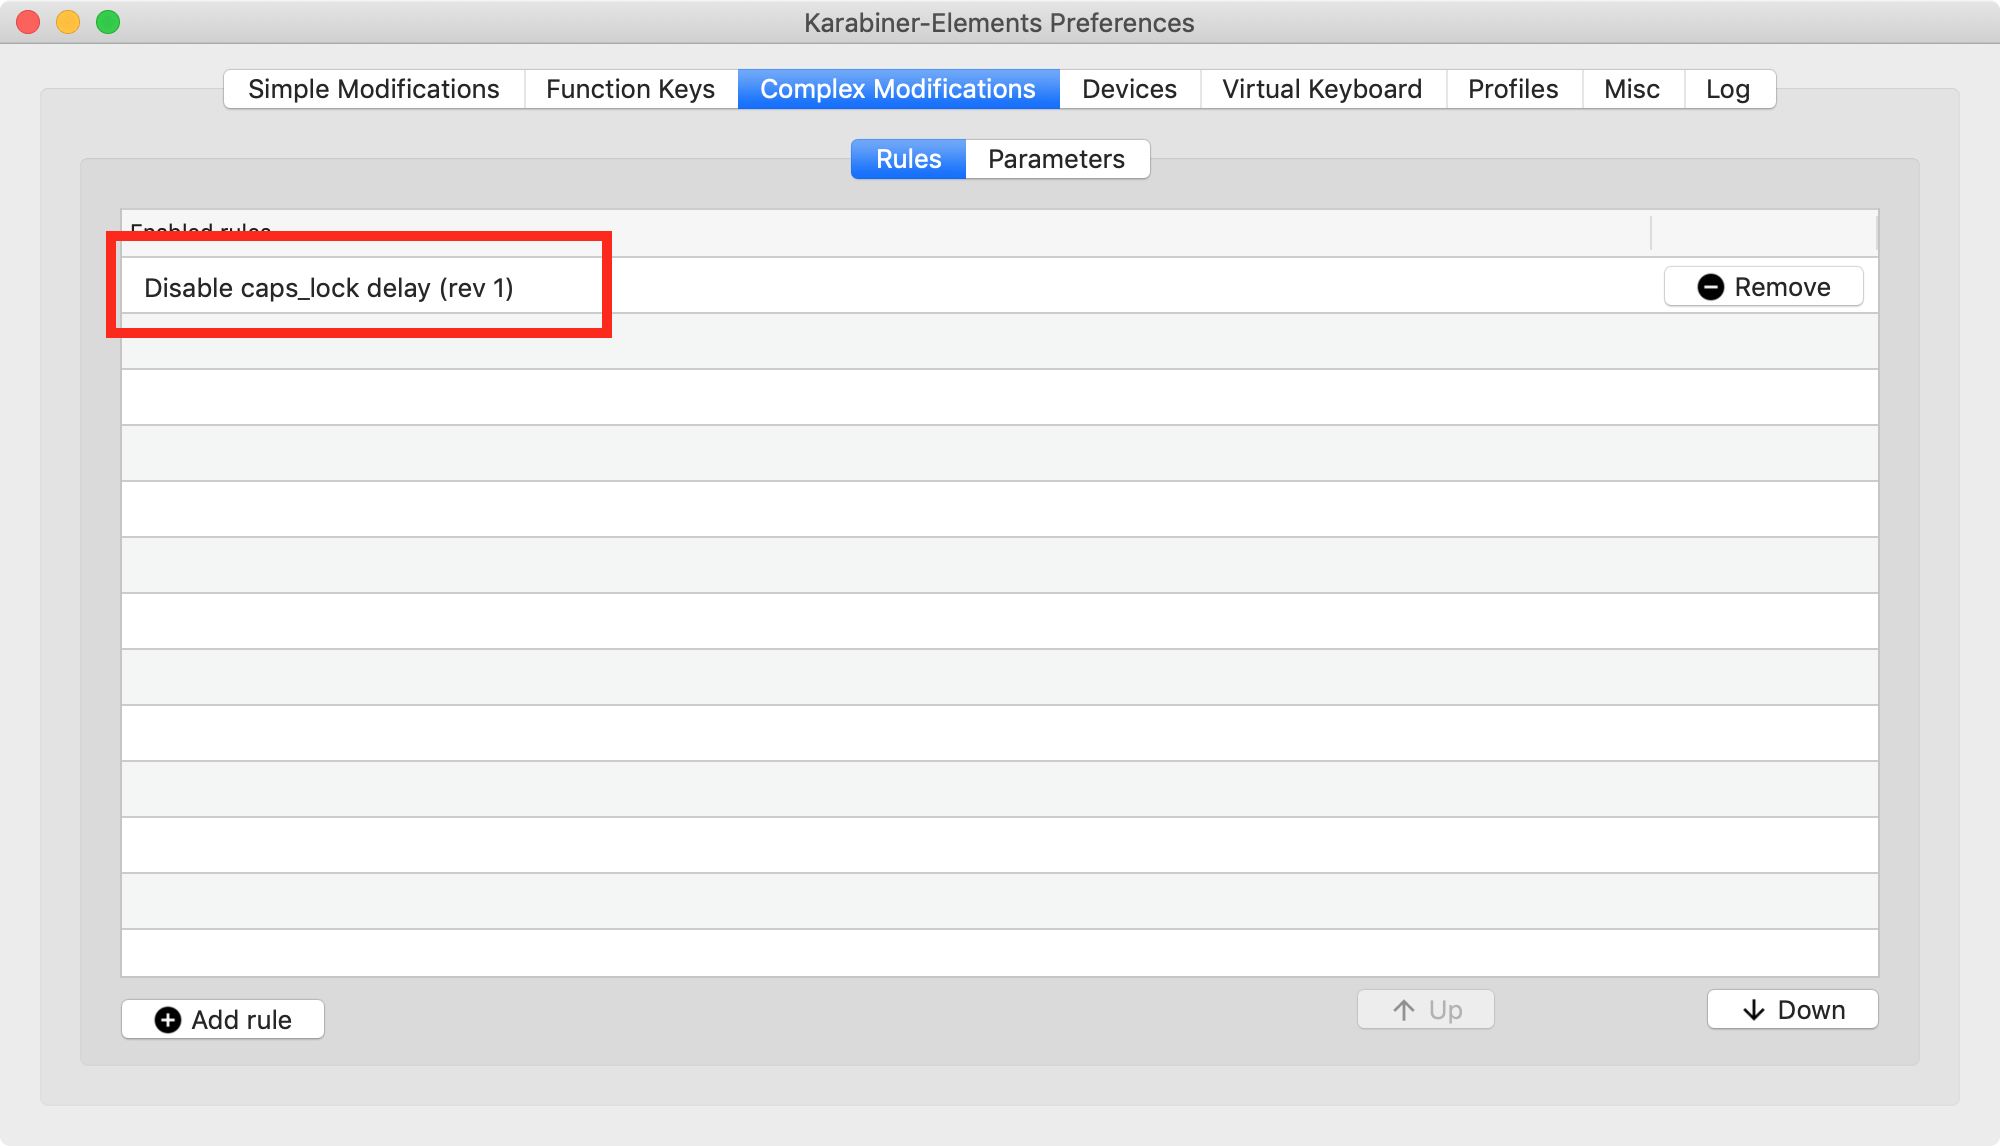 Karabiner-Elements Preferences
Simple Modifications Function Keys Complex Modifications Devices Virtual Keyboard Profiles Misc Log
Rules Parameters
Enabled rules
Disable caps_lock delay (rev 1) Remove
Add rule Up Down